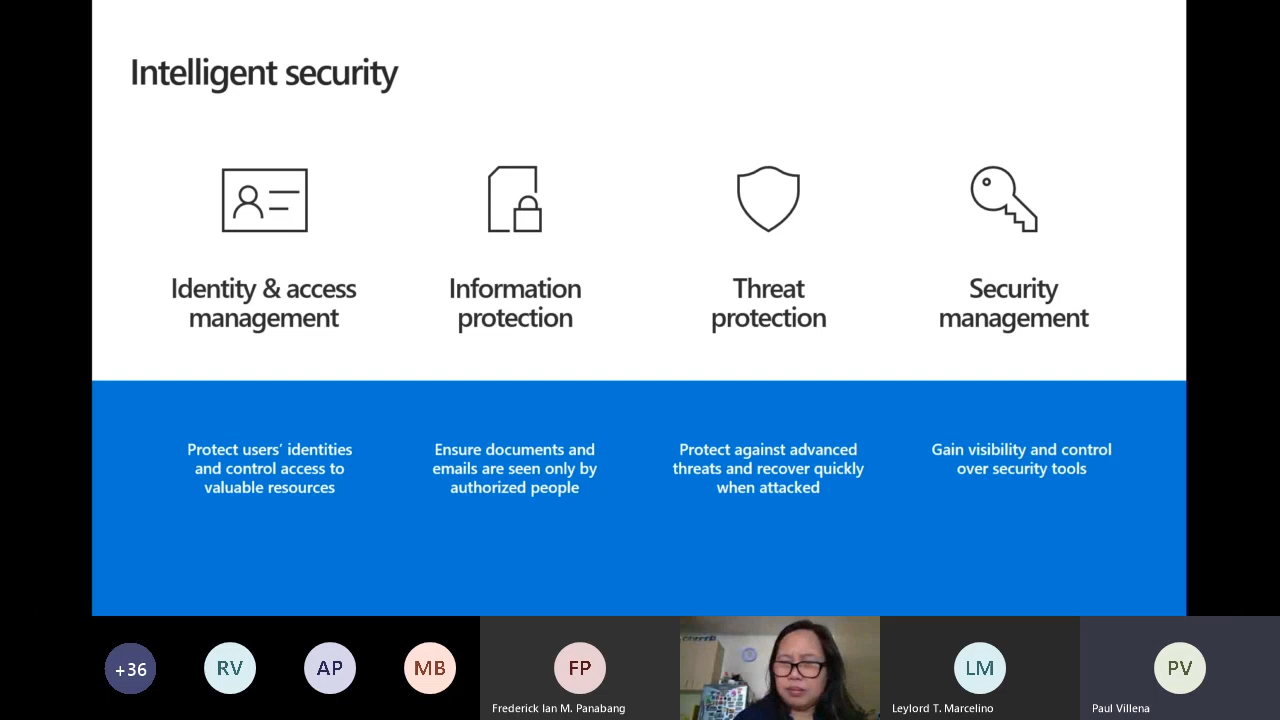 Intelligent security
Identity & access
management
Information
protection
Threat
protection
Security
management
Protect users’ identities
and control access to
valuable resources
Ensure documents and
emails are seen only by
authorized people
Protect against advanced
threats and recover quickly
when attacked
Gain visibility and control
over security tools
+36
RV
AP
MB
FP
Frederick Ian M. Panabang
LM
Leylord T. Marcelino
PV
Paul Villena